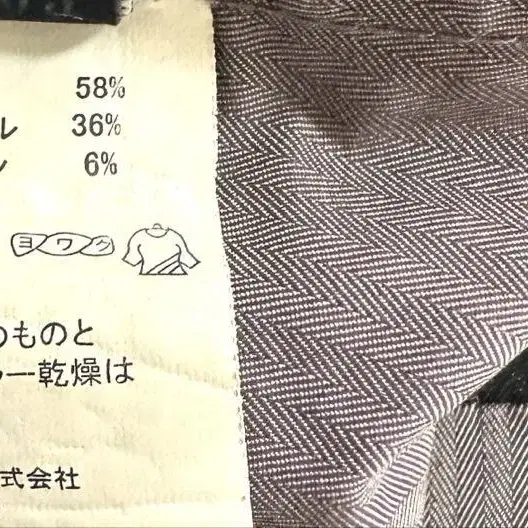 58%
ル 36%
ン 6%
ヨワク
のものと
ラー乾燥は
式会社